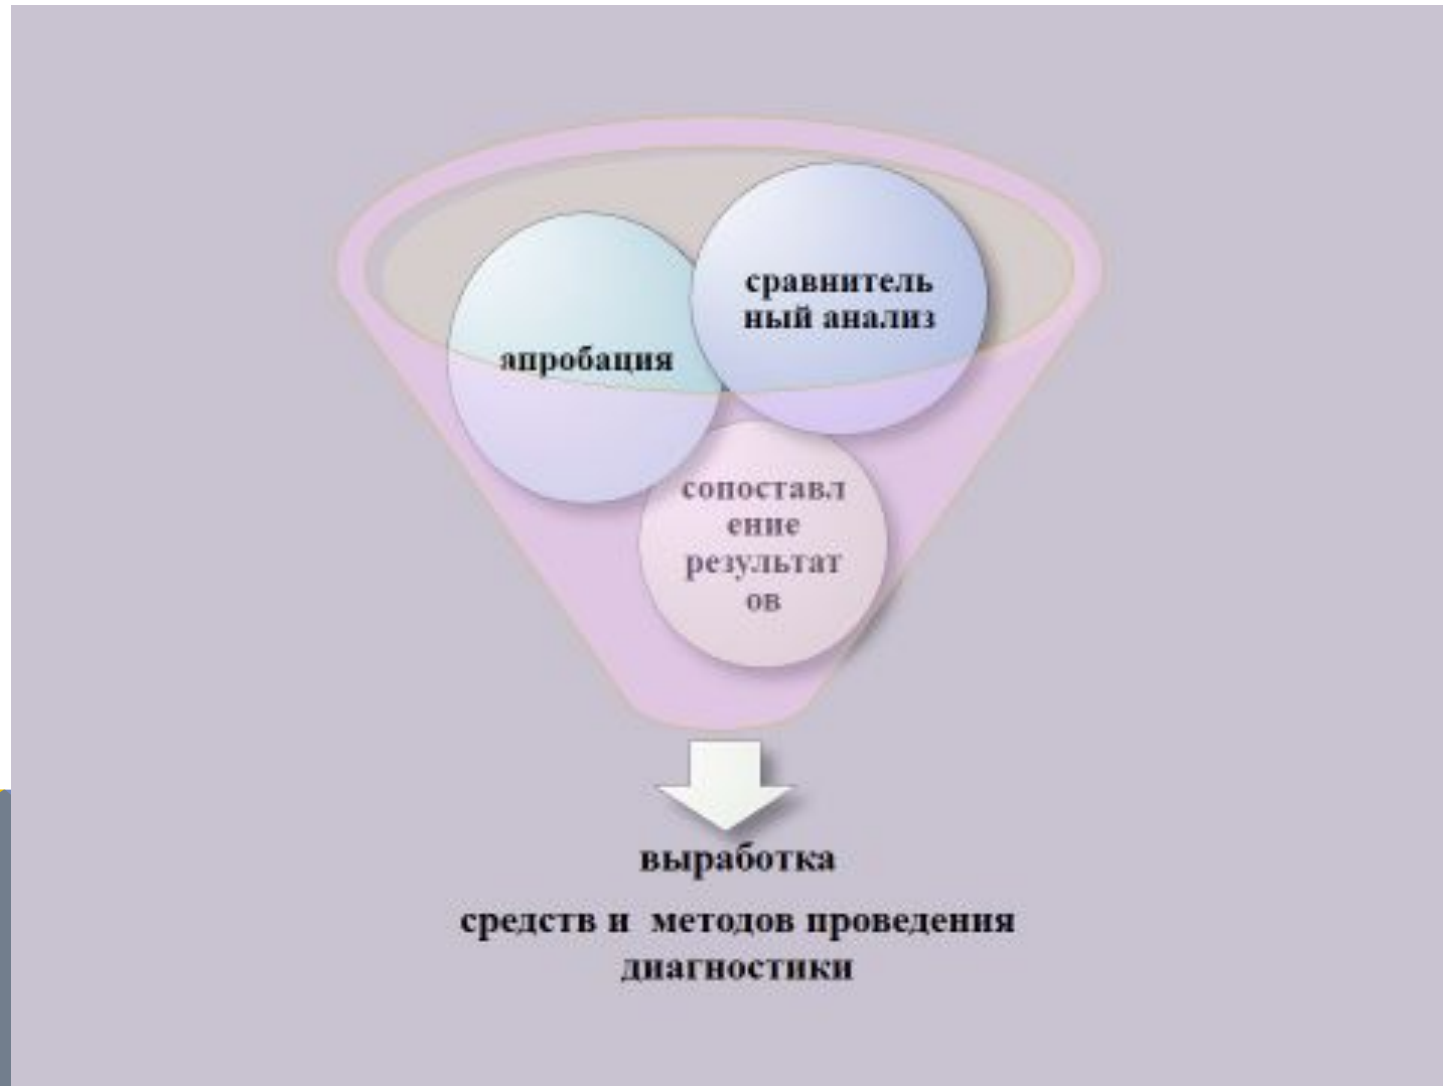 сравнитель
ный анализ
апробация
сопоставл
ение
результат
ов
выработка
средств и  методов проведения
диагностики